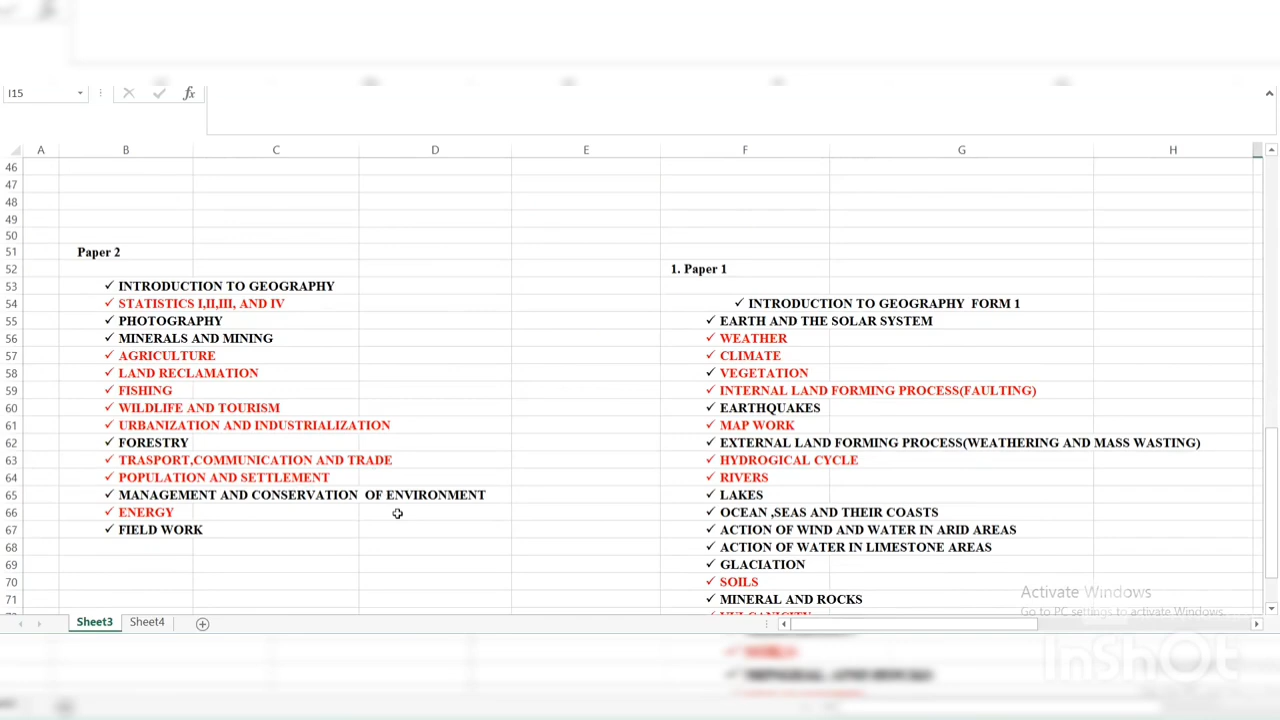 I15
fx
A B C D E F G H
46
47
48
49
50
51 Paper 2
52 1. Paper 1
53 ✓ INTRODUCTION TO GEOGRAPHY
54 ✓ STATISTICS I,II,III, AND IV ✓ INTRODUCTION TO GEOGRAPHY FORM 1
55 ✓ PHOTOGRAPHY ✓ EARTH AND THE SOLAR SYSTEM
56 ✓ MINERALS AND MINING ✓ WEATHER
57 ✓ AGRICULTURE ✓ CLIMATE
58 ✓ LAND RECLAMATION ✓ VEGETATION
59 ✓ FISHING ✓ INTERNAL LAND FORMING PROCESS(FAULTING)
60 ✓ WILDLIFE AND TOURISM ✓ EARTHQUAKES
61 ✓ URBANIZATION AND INDUSTRIALIZATION ✓ MAP WORK
62 ✓ FORESTRY ✓ EXTERNAL LAND FORMING PROCESS(WEATHERING AND MASS WASTING)
63 ✓ TRASPORT,COMMUNICATION AND TRADE ✓ HYDROGICAL CYCLE
64 ✓ POPULATION AND SETTLEMENT ✓ RIVERS
65 ✓ MANAGEMENT AND CONSERVATION OF ENVIRONMENT ✓ LAKES
66 ✓ ENERGY ✓ OCEAN ,SEAS AND THEIR COASTS
67 ✓ FIELD WORK ✓ ACTION OF WIND AND WATER IN ARID AREAS
68 ✓ ACTION OF WATER IN LIMESTONE AREAS
69 ✓ GLACIATION
70 ✓ SOILS
71 ✓ MINERAL AND ROCKS
Activate Windows
Go to PC settings to activate Windows.
Sheet3 Sheet4
InShOt